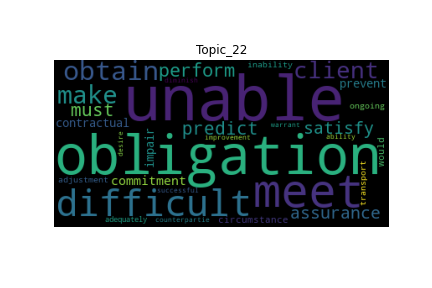 Topic_22
obtain perform inability client
make unable prevent
must predict satisfy ongoing
contractual impair warrant ability would
desire improvement
obligation
adjustment commitment meet transport
successful
difficult assurance
adequately counterpartie circumstance